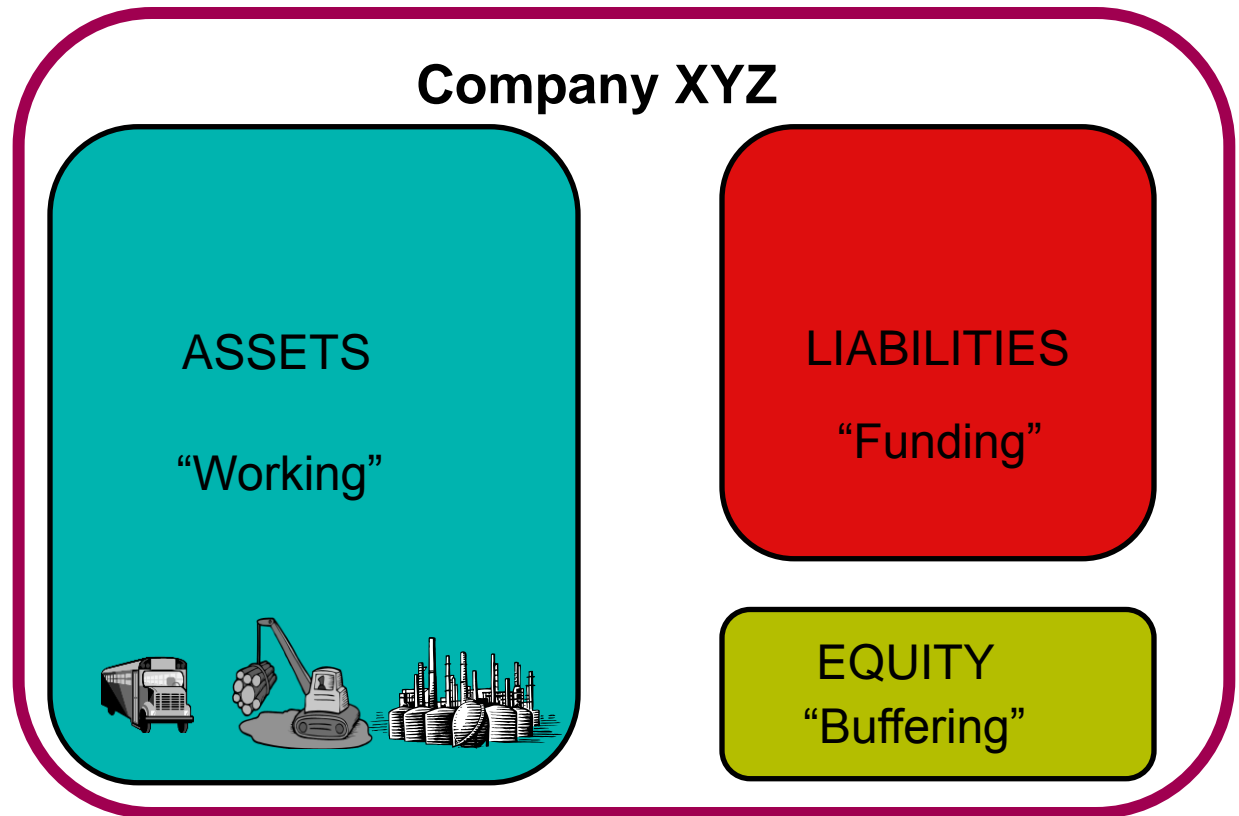 Company XYZ
ASSETS
“Working”
LIABILITIES
“Funding”
EQUITY
“Buffering”